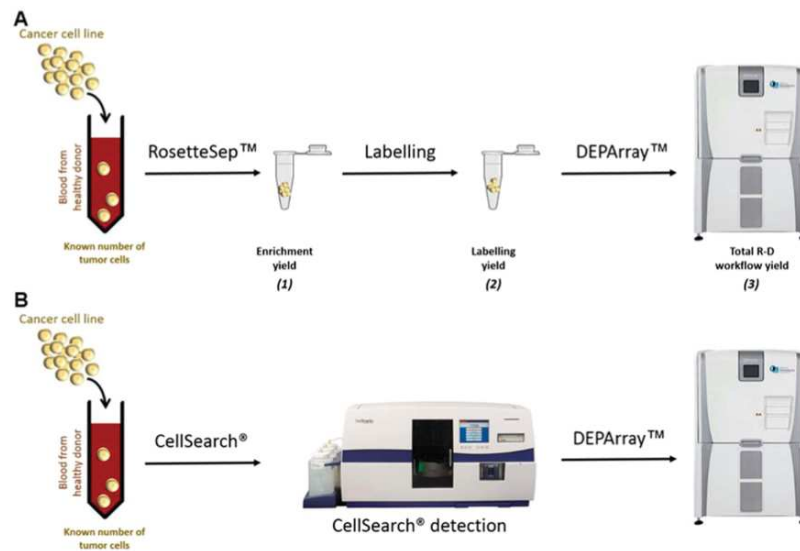 A
Cancer cell line
Blood from
healthy donor
Known number of
tumor cells
RosetteSep™
Labelling
DEPArray™
Enrichment
yield
(1)
Labelling
yield
(2)
Total R-D
workflow yield
(3)
B
Cancer cell line
Blood from
healthy donor
Known number of
tumor cells
CellSearch®
CellSearch® detection
DEPArray™